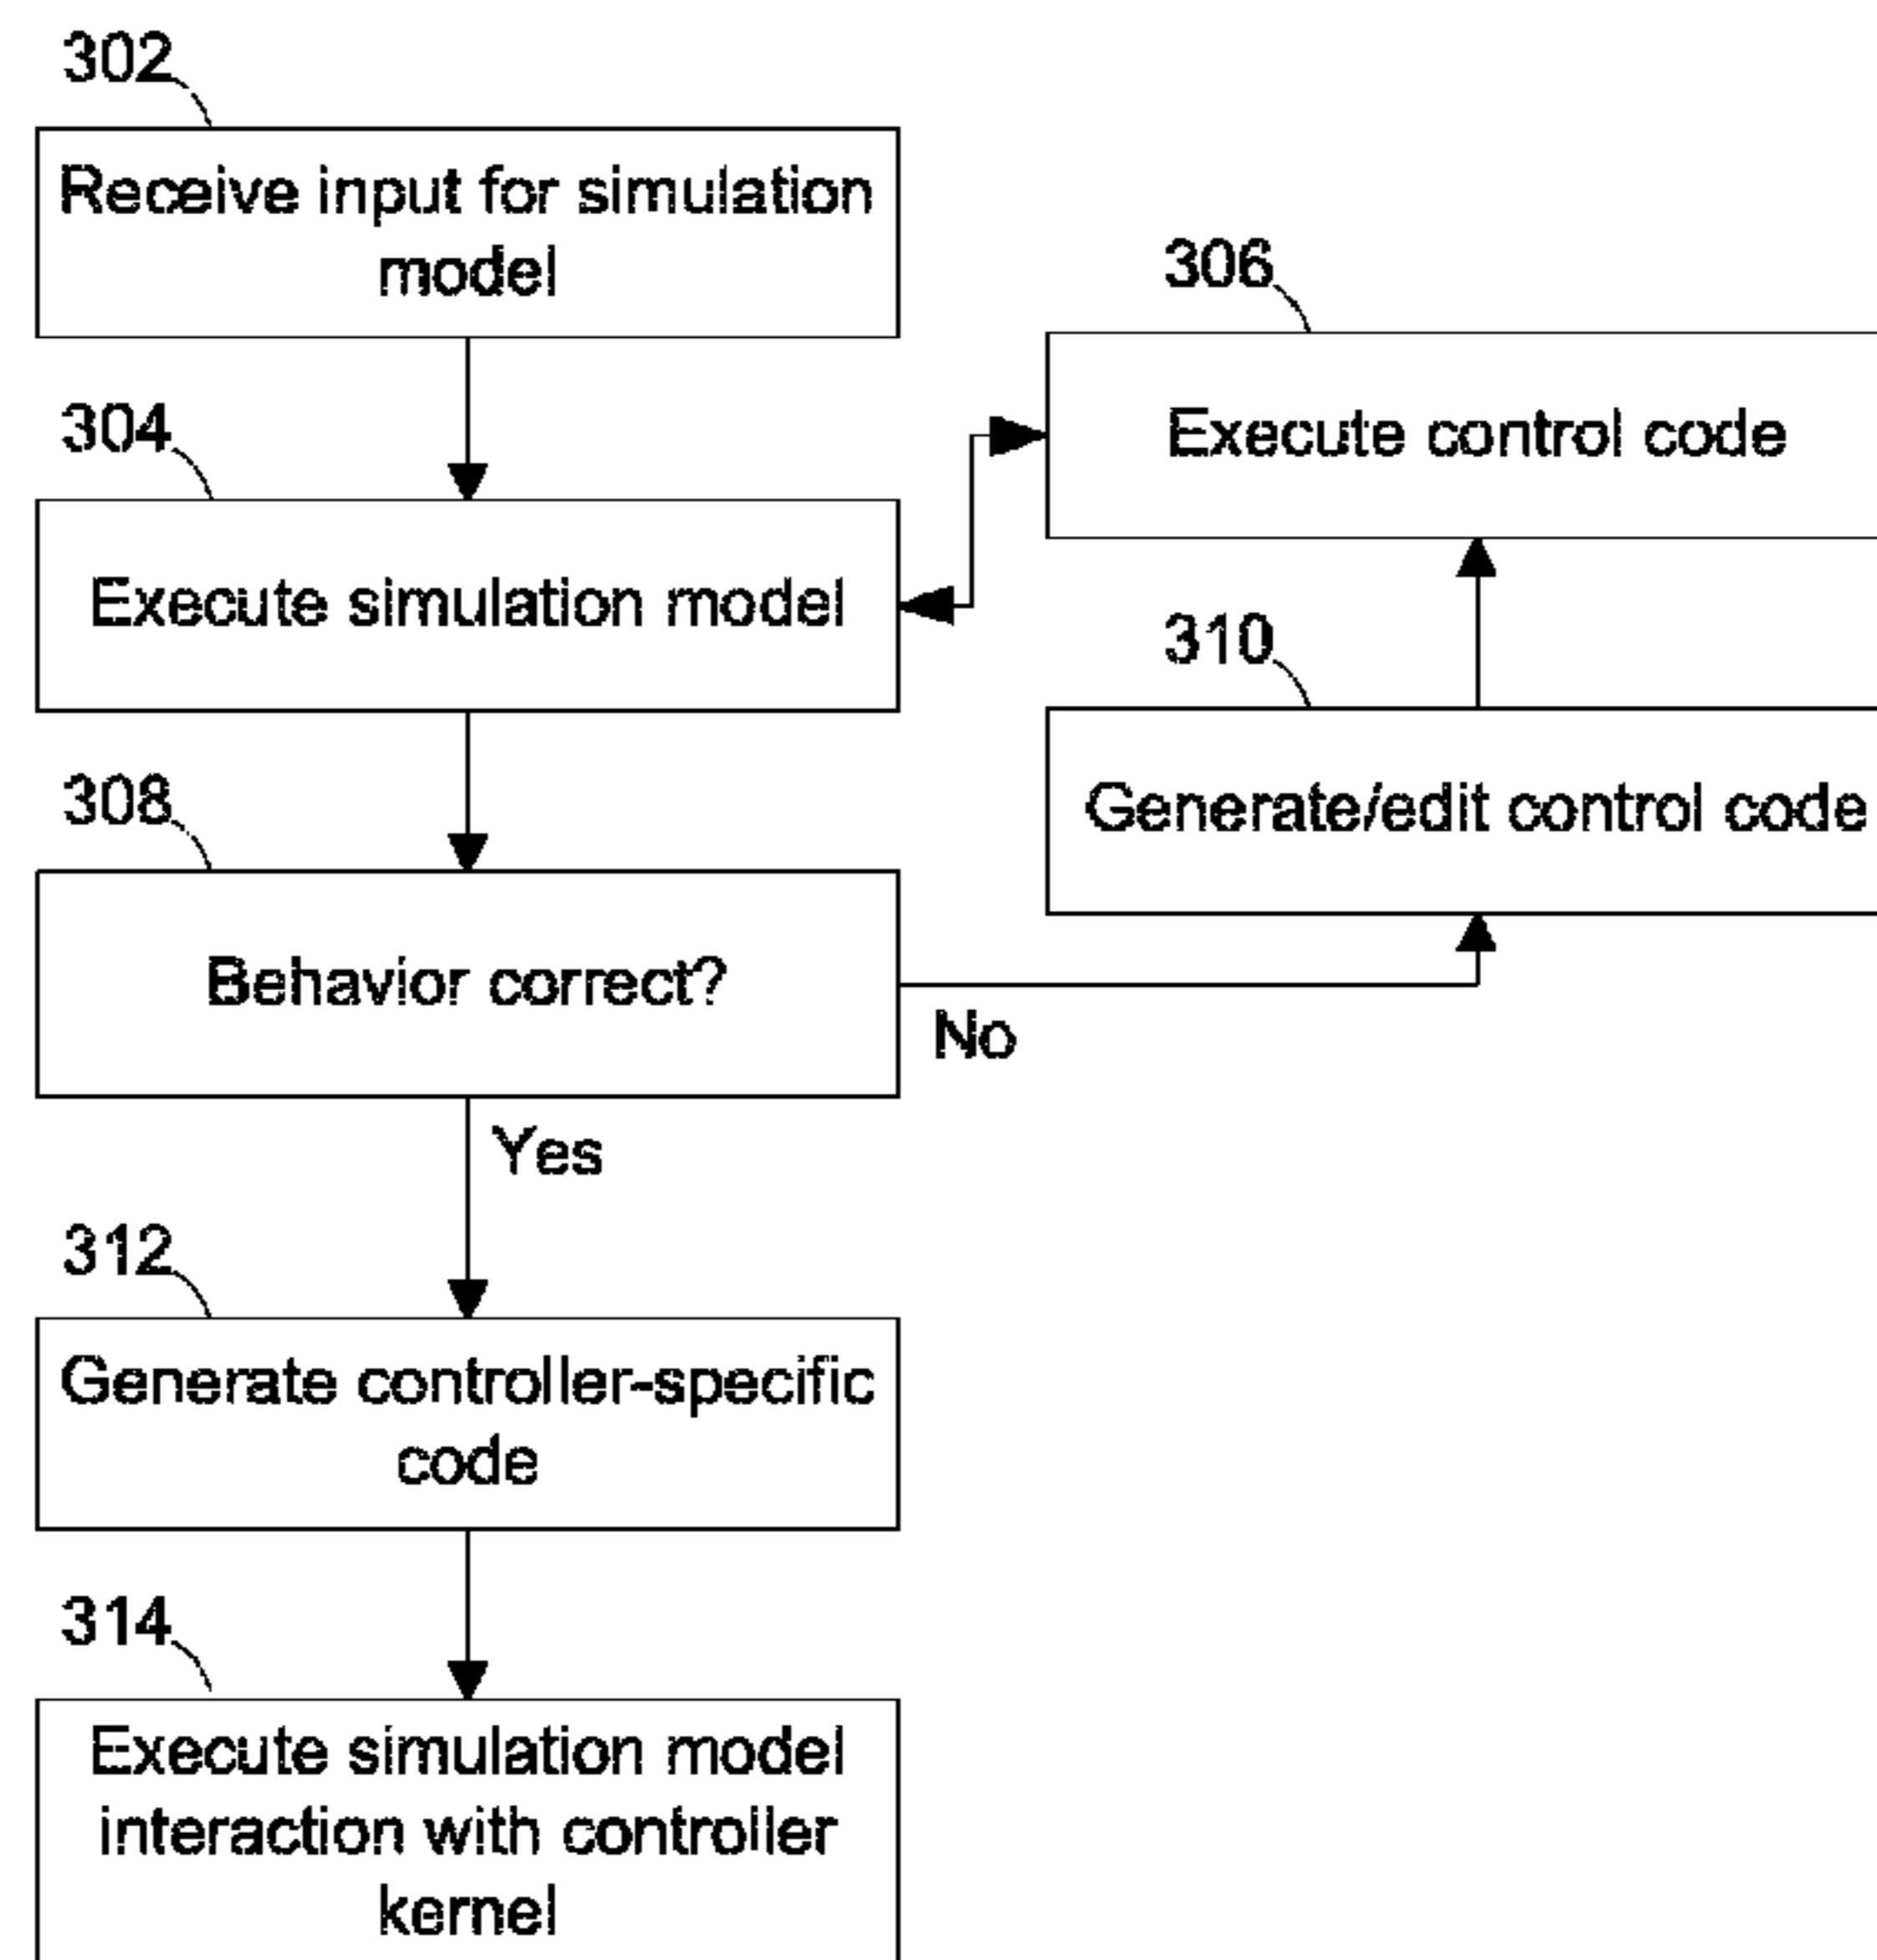 302
Receive input for simulation
model
306
Execute control code
304
Execute simulation model
310
Generate/edit control code
308
Behavior correct?
No
Yes
312
Generate controller-specific
code
314
Execute simulation model
interaction with controller
kernel